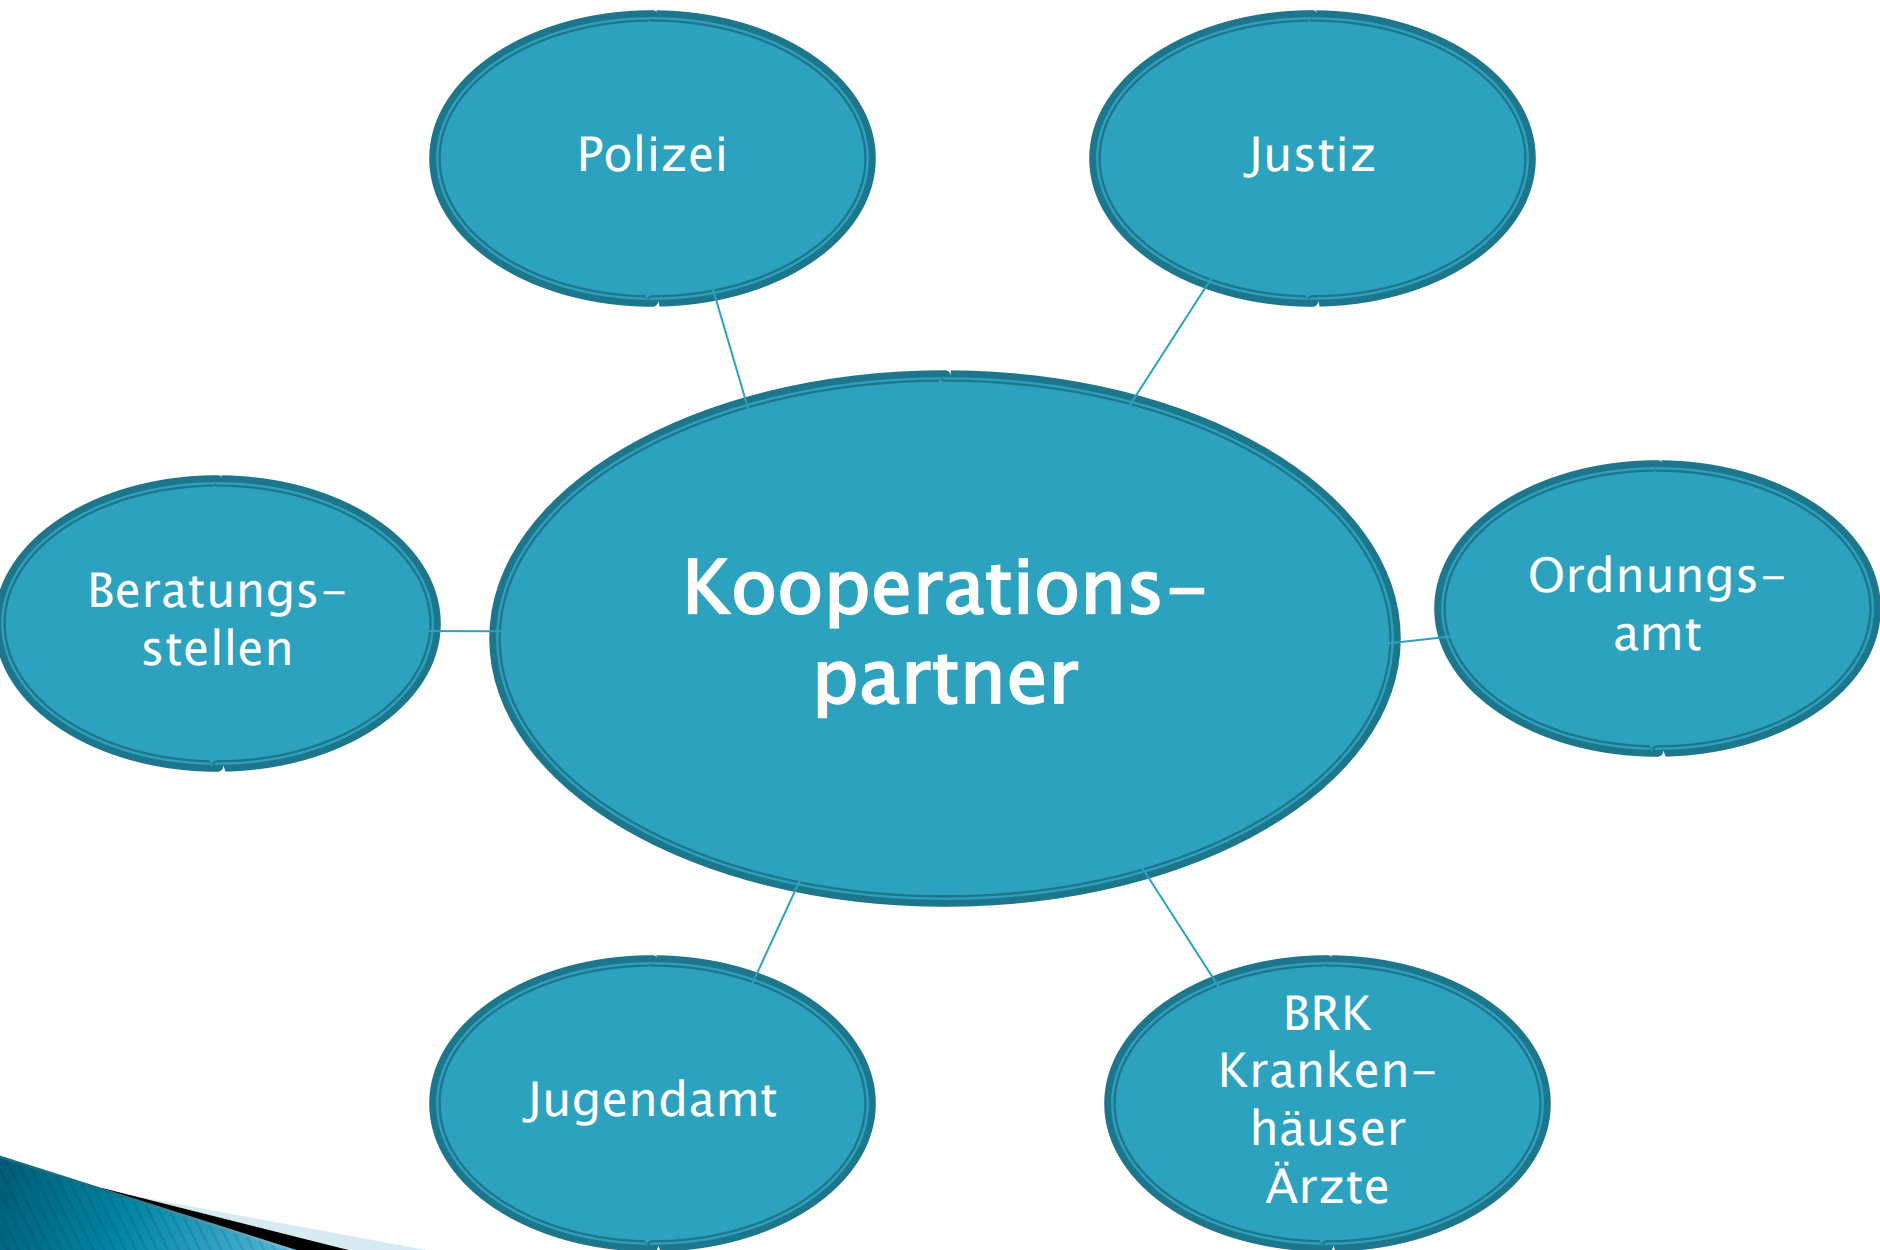 Polizei
Justiz
Kooperations-
partner
Beratungs-
stellen
Ordnungs-
amt
Jugendamt
BRK
Kranken-
häuser
Ärzte